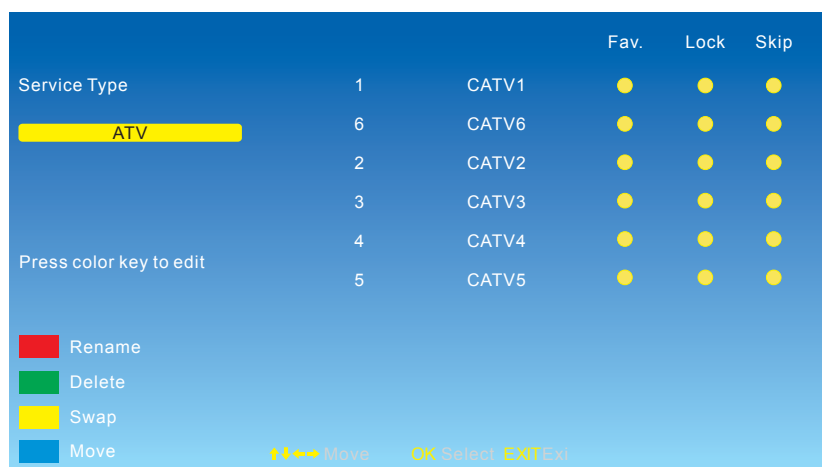 Fav. Lock Skip
Service Type 1 CATV1
ATV 6 CATV6
2 CATV2
3 CATV3
4 CATV4
Press color key to edit
5 CATV5
Rename
Delete
Swap
Move
Move OK Select EXITExi